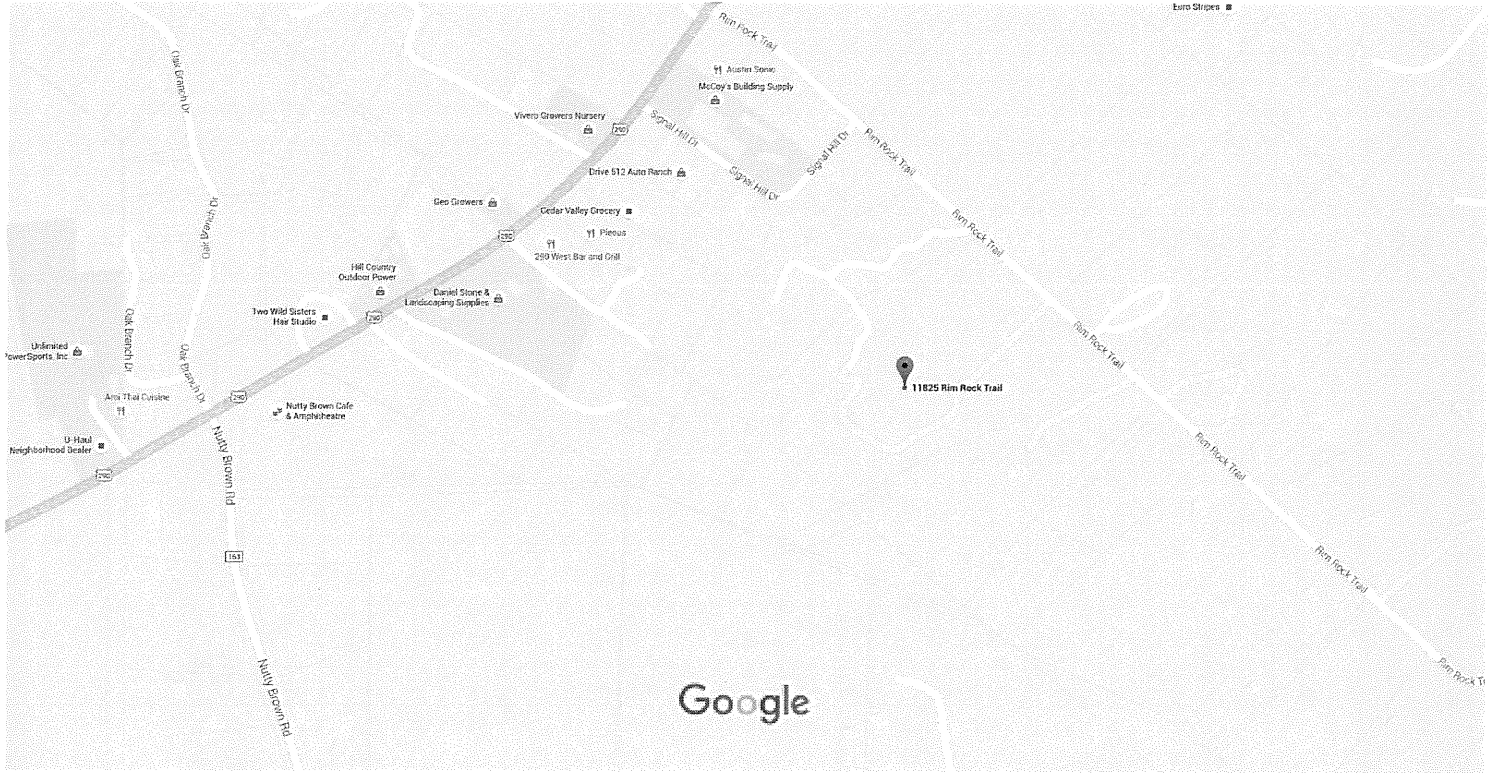 Euro Stripes
Rim Rock Trail
Oak Branch Dr
Austin Sonic
McCoy's Building Supply
Vivero Growers Nursery
290
Signal Hill Dr
Signal Hill Dr
Rim Rock Trail
Drive 512 Auto Ranch
Signal Hill Dr
Geo Growers
Cedar Valley Grocery
Oak Branch Dr
Rim Rock Trail
290
Pieous
290 West Bar and Grill
Hill Country
Outdoor Power
Daniel Stone &
Landscaping Supplies
Two Wild Sisters
Hair Studio
290
Oak Branch Dr
Rim Rock Trail
Unlimited
PowerSports, Inc
Oak Branch Dr
11825 Rim Rock Trail
290
Aroi Thai Cuisine
Nutty Brown Cafe
& Amphitheatre
U-Haul
Neighborhood Dealer
Nutty Brown Rd
Rim Rock Trail
290
163
Rim Rock Trail
Nutty Brown Rd
Rim Rock Tr
Google